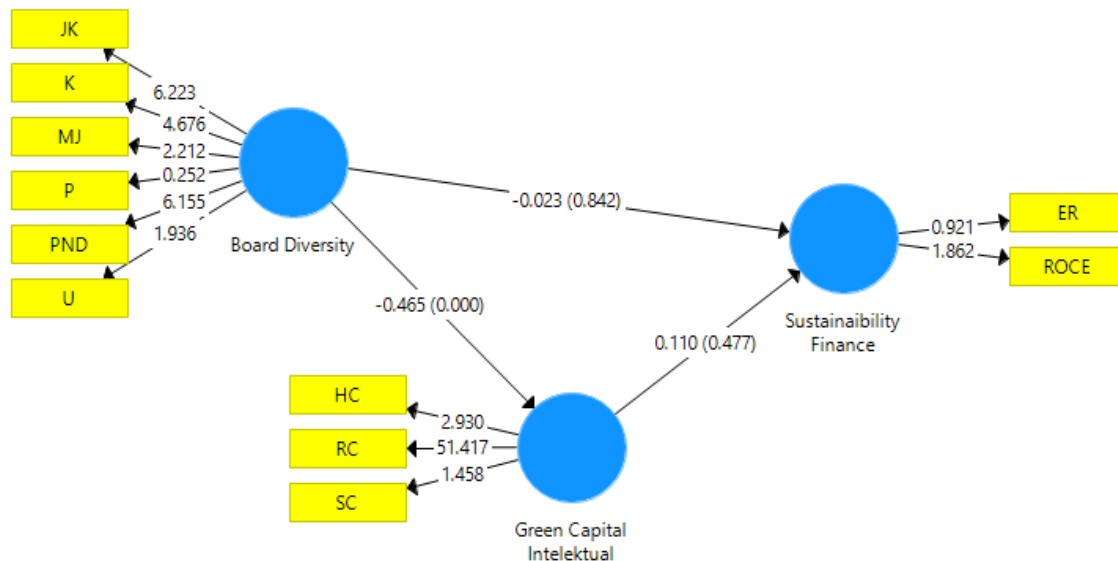 JK
K
MJ
P
PND
U
6.223
4.676
2.212
0.252
6.155
1.936
Board Diversity
-0.023 (0.842)
-0.465 (0.000)
0.110 (0.477)
Sustainaibility
Finance
0.921
1.862
ER
ROCE
HC
RC
SC
2.930
51.417
1.458
Green Capital
Intelektual